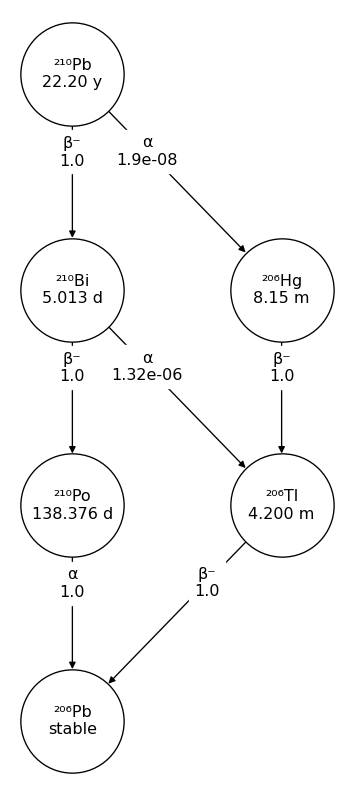 ²¹⁰Pb
22.20 y
β⁻
1.0
α
1.9e-08
²¹⁰Bi
5.013 d
²⁰⁶Hg
8.15 m
β⁻
1.0
α
1.32e-06
β⁻
1.0
²¹⁰Po
138.376 d
²⁰⁶Tl
4.200 m
α
1.0
β⁻
1.0
²⁰⁶Pb
stable